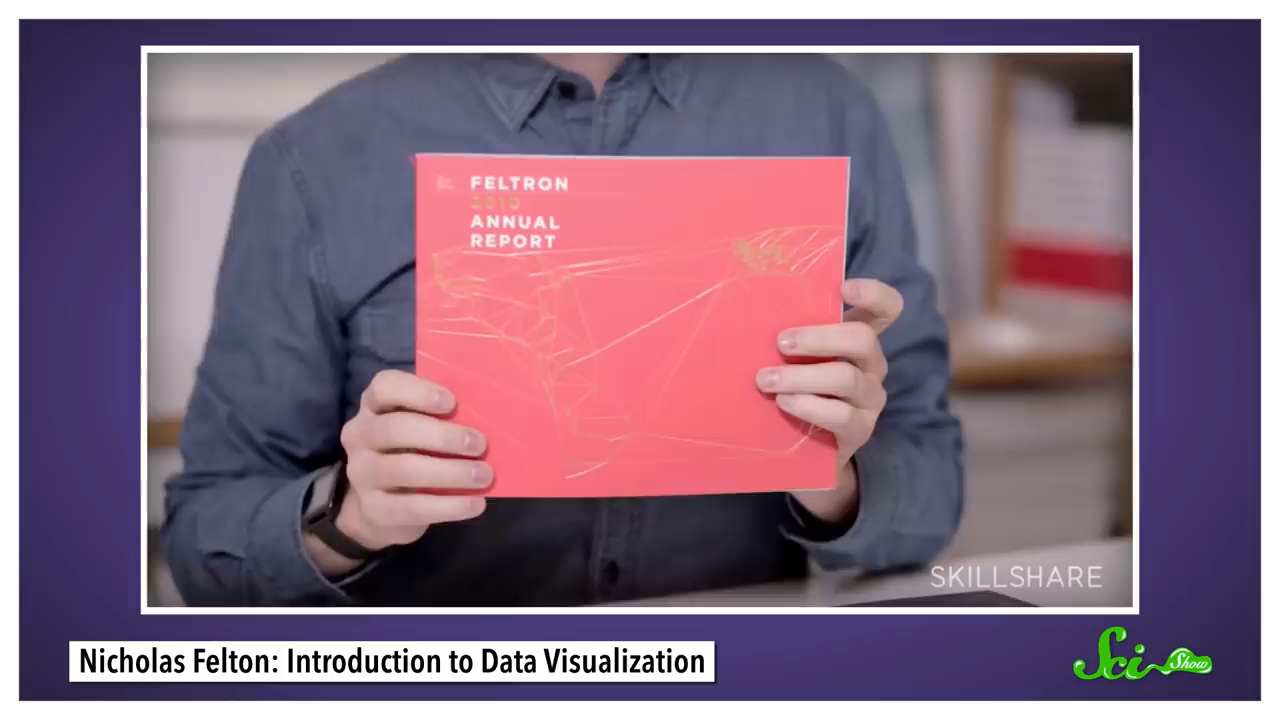 FELTRON
2010
ANNUAL
REPORT
SKILLSHARE
Nicholas Felton: Introduction to Data Visualization
Sci Show